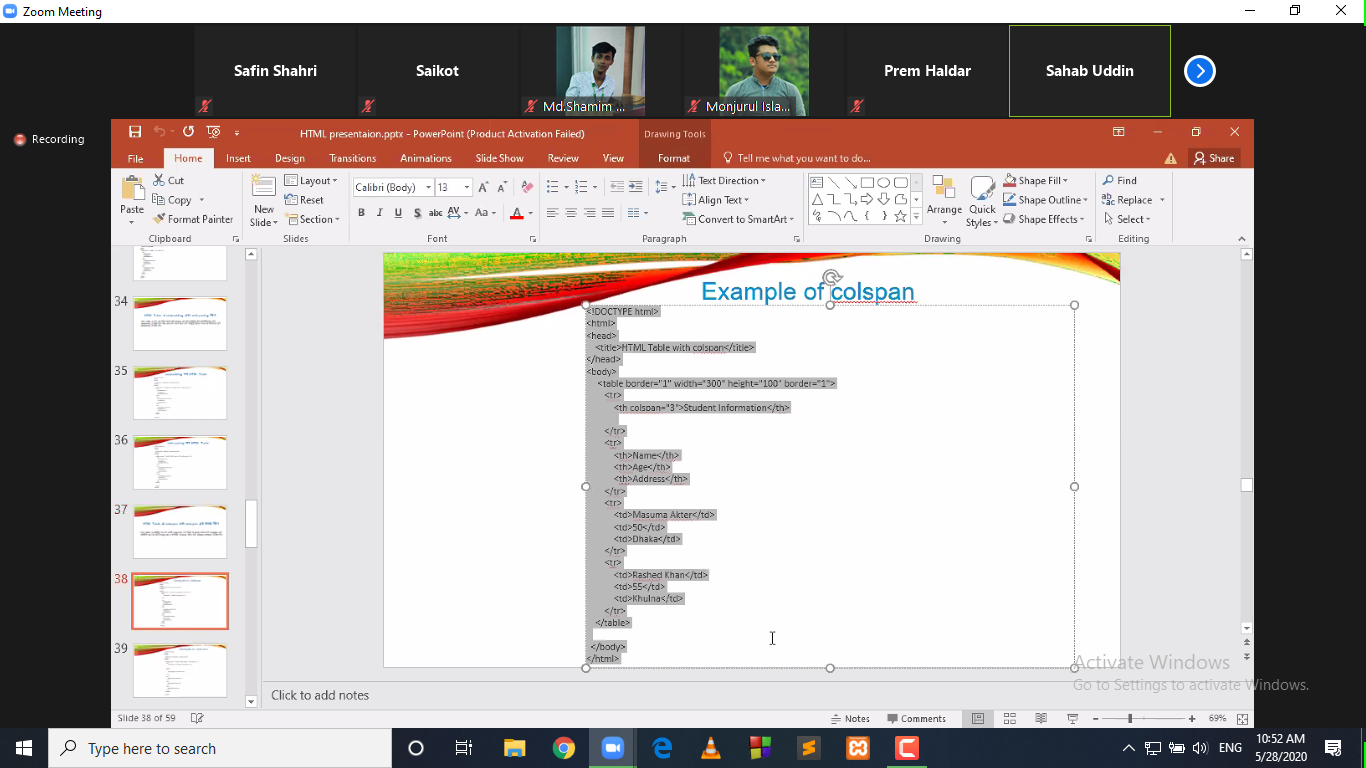 Zoom Meeting
Safin Shahri
Saikot
Md.Shamim ...
Monjurul Isla...
Prem Haldar
Sahab Uddin
Recording
HTML presentaion.pptx - PowerPoint (Product Activation Failed)
Drawing Tools
File Home Insert Design Transitions Animations Slide Show Review View Format Tell me what you want to do... Share
Paste
Cut
Copy
Format Painter
Clipboard
New Slide
Layout
Reset
Section
Slides
Calibri (Body) 13
B I U S abc AV Aa A
Font
Text Direction
Align Text
Convert to SmartArt
Paragraph
Arrange
Quick Styles
Shape Fill
Shape Outline
Shape Effects
Drawing
Find
Replace
Select
Editing
34
35
36
37
38
39
Example of colspan
<!DOCTYPE html>
<html>
<head>
<title>HTML Table with colspan</title>
</head>
<body>
<table border="1" width="300" height="100" border="1">
<tr>
<th colspan="3">Student Information</th>
</tr>
<tr>
<th>Name</th>
<th>Age</th>
<th>Address</th>
</tr>
<tr>
<td>Masuma Akter</td>
<td>50</td>
<td>Dhaka</td>
</tr>
<tr>
<td>Rashed Khan</td>
<td>55</td>
<td>Khulna</td>
</tr>
</table>
</body>
</html>
Activate Windows
Go to Settings to activate Windows.
Click to add notes
Slide 38 of 59
Notes
Comments
69%
Type here to search
ENG
10:52 AM
5/28/2020